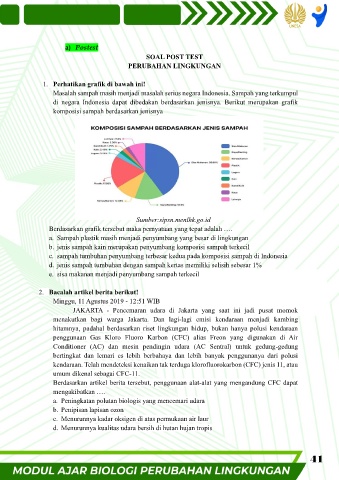 a) Postest
SOAL POST TEST
PERUBAHAN LINGKUNGAN
1. Perhatikan grafik di bawah ini!
Masalah sampah masih menjadi masalah serius negara Indonesia. Sampah yang terkumpul
di negara Indonesia dapat dibedakan berdasarkan jenisnya. Berikut merupakan grafik
komposisi sampah berdasarkan jenisnya
KOMPOSISI SAMPAH BERDASARKAN JENIS SAMPAH
Sumber:sipsn.menlhk.go.id
Berdasarkan grafik tersebut maka pernyataan yang tepat adalah ....
a. Sampah plastik masih menjadi penyumbang yang besar di lingkungan
b. jenis sampah kain merupakan penyumbang komposisi sampah terkecil
c. sampah tumbuhan penyumbang terbesar kedua pada komposisi sampah di Indonesia
d. jenis sampah tumbuhan dengan sampah kertas memiliki selisih sebesar 1%
e. sisa makanan menjadi penyumbang sampah terkecil
2. Bacalah artikel berita berikut!
Minggu, 11 Agustus 2019 - 12:51 WIB
JAKARTA - Pencemaran udara di Jakarta yang saat ini jadi pusat momok
menakutkan bagi warga Jakarta. Dan lagi-lagi emisi kendaraan menjadi kambing
hitamnya, padahal berdasarkan riset lingkungan hidup, bukan hanya polusi kendaraan
penggunaan Gas Kloro Fluoro Karbon (CFC) alias Freon yang digunakan di Air
Conditioner (AC) dan mesin pendingin udara (AC Sentral) untuk gedung-gedung
bertingkat dan lemari es lebih berbahaya dan lebih banyak penggunanya dari polusi
kendaraan. Telah mendeteksi kenaikan tak terduga klorofluorokarbon (CFC) jenis 11, atau
umum dikenal sebagai CFC-11.
Berdasarkan artikel berita tersebut, penggunaan alat-alat yang mengandung CFC dapat
mengakibatkan ....
a. Peningkatan polutan biologis yang mencemari udara
b. Penipisan lapisan ozon
c. Menurunnya kadar oksigen di atas permukaan air laut
d. Menurunnya kualitas udara bersih di hutan hujan tropis
41
MODUL AJAR BIOLOGI PERUBAHAN LINGKUNGAN